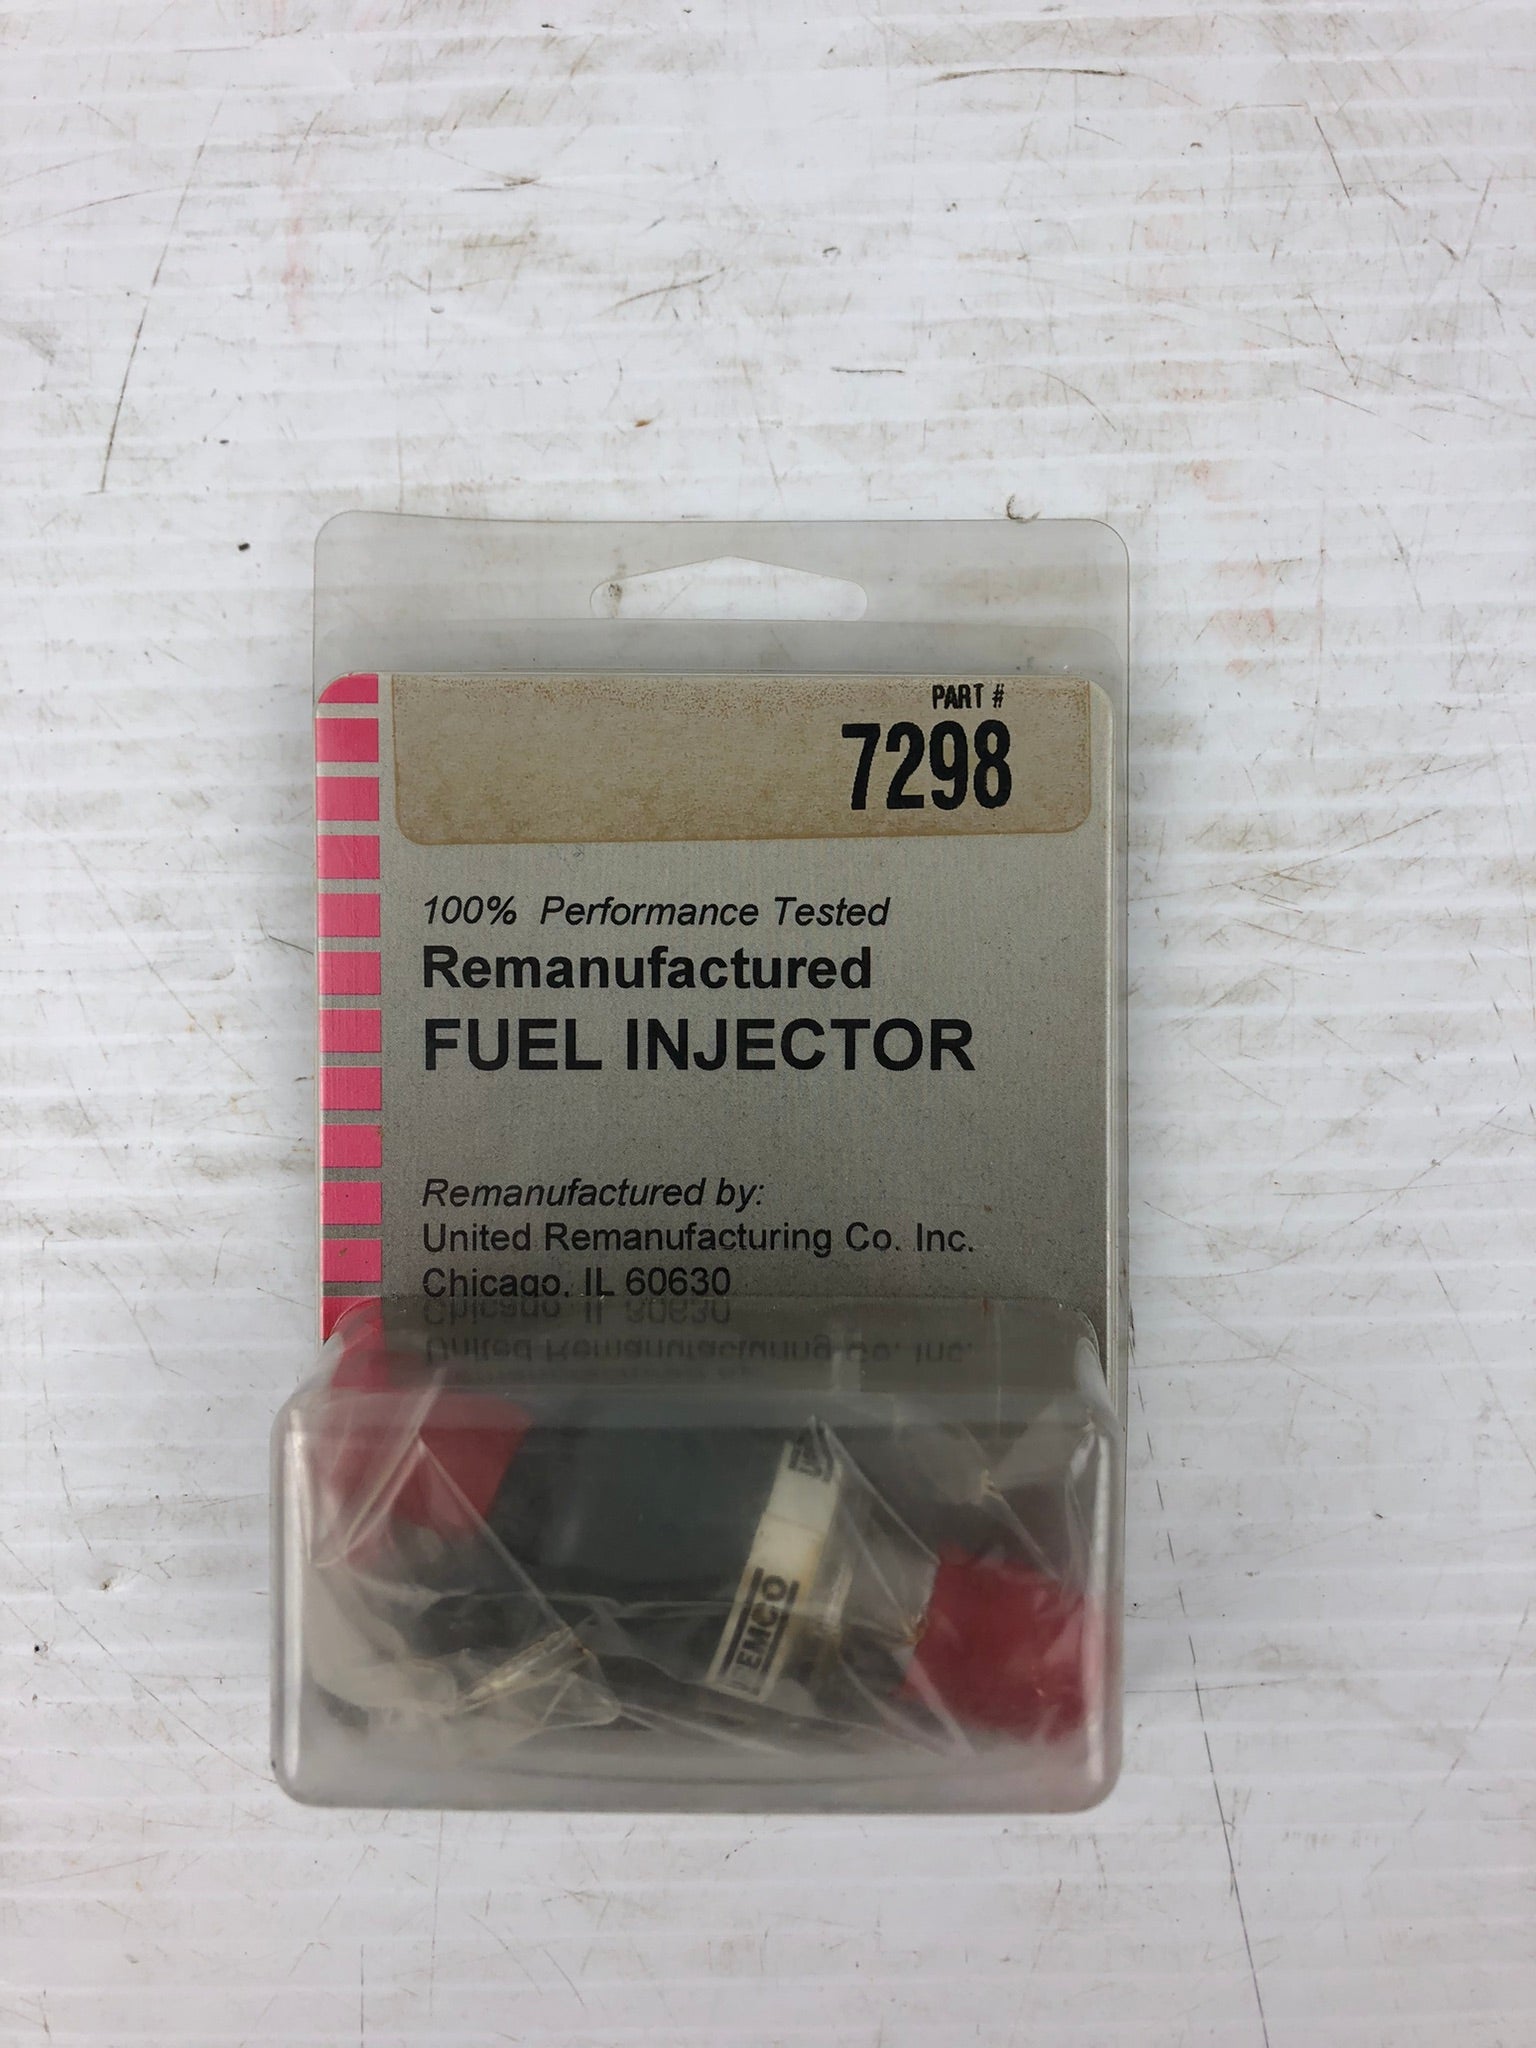 PART #
7298
100% Performance Tested
Remanufactured
FUEL INJECTOR
Remanufactured by:
United Remanufacturing Co. Inc.
Chicago, IL 60630
EMCO